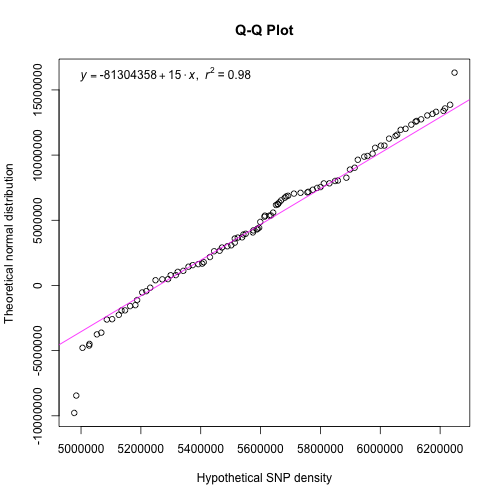 Q-Q Plot
y = -81304358 + 15 · x, r² = 0.98
15000000
10000000
5000000
0
-5000000
-10000000
Theoretical normal distribution
5000000 5200000 5400000 5600000 5800000 6000000 6200000
Hypothetical SNP density